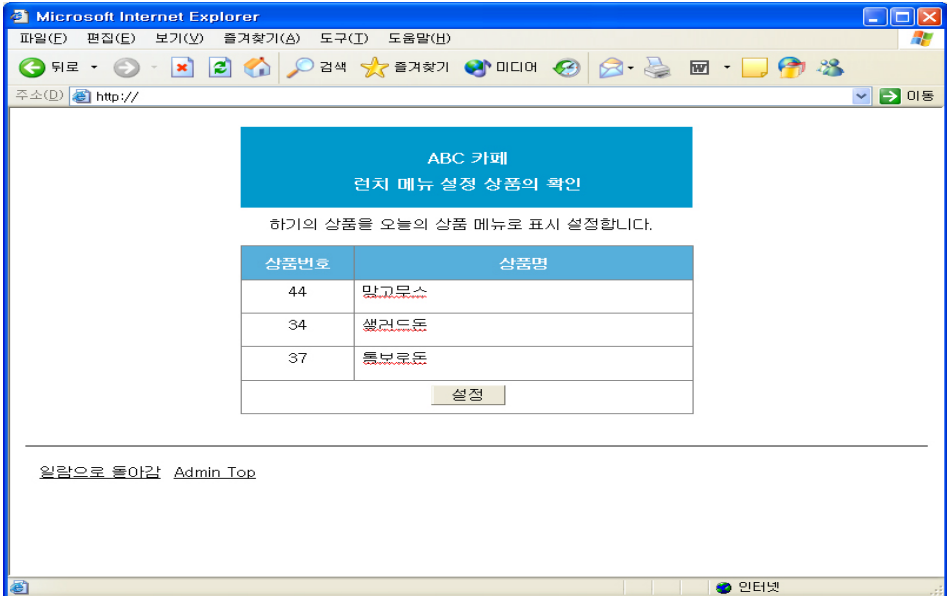 Microsoft Internet Explorer
파일(F) 편집(E) 보기(V) 즐겨찾기(A) 도구(T) 도움말(H)
뒤로 검색 즐겨찾기 미디어
주소(D) http:// 이동
ABC 카페
런치 메뉴 설정 상품의 확인
하기의 상품을 오늘의 상품 메뉴로 표시 설정합니다.
상품번호 상품명
44 망고무스
34 샐러드돈
37 톰보로돈
설정
일람으로 돌아감 Admin Top
인터넷